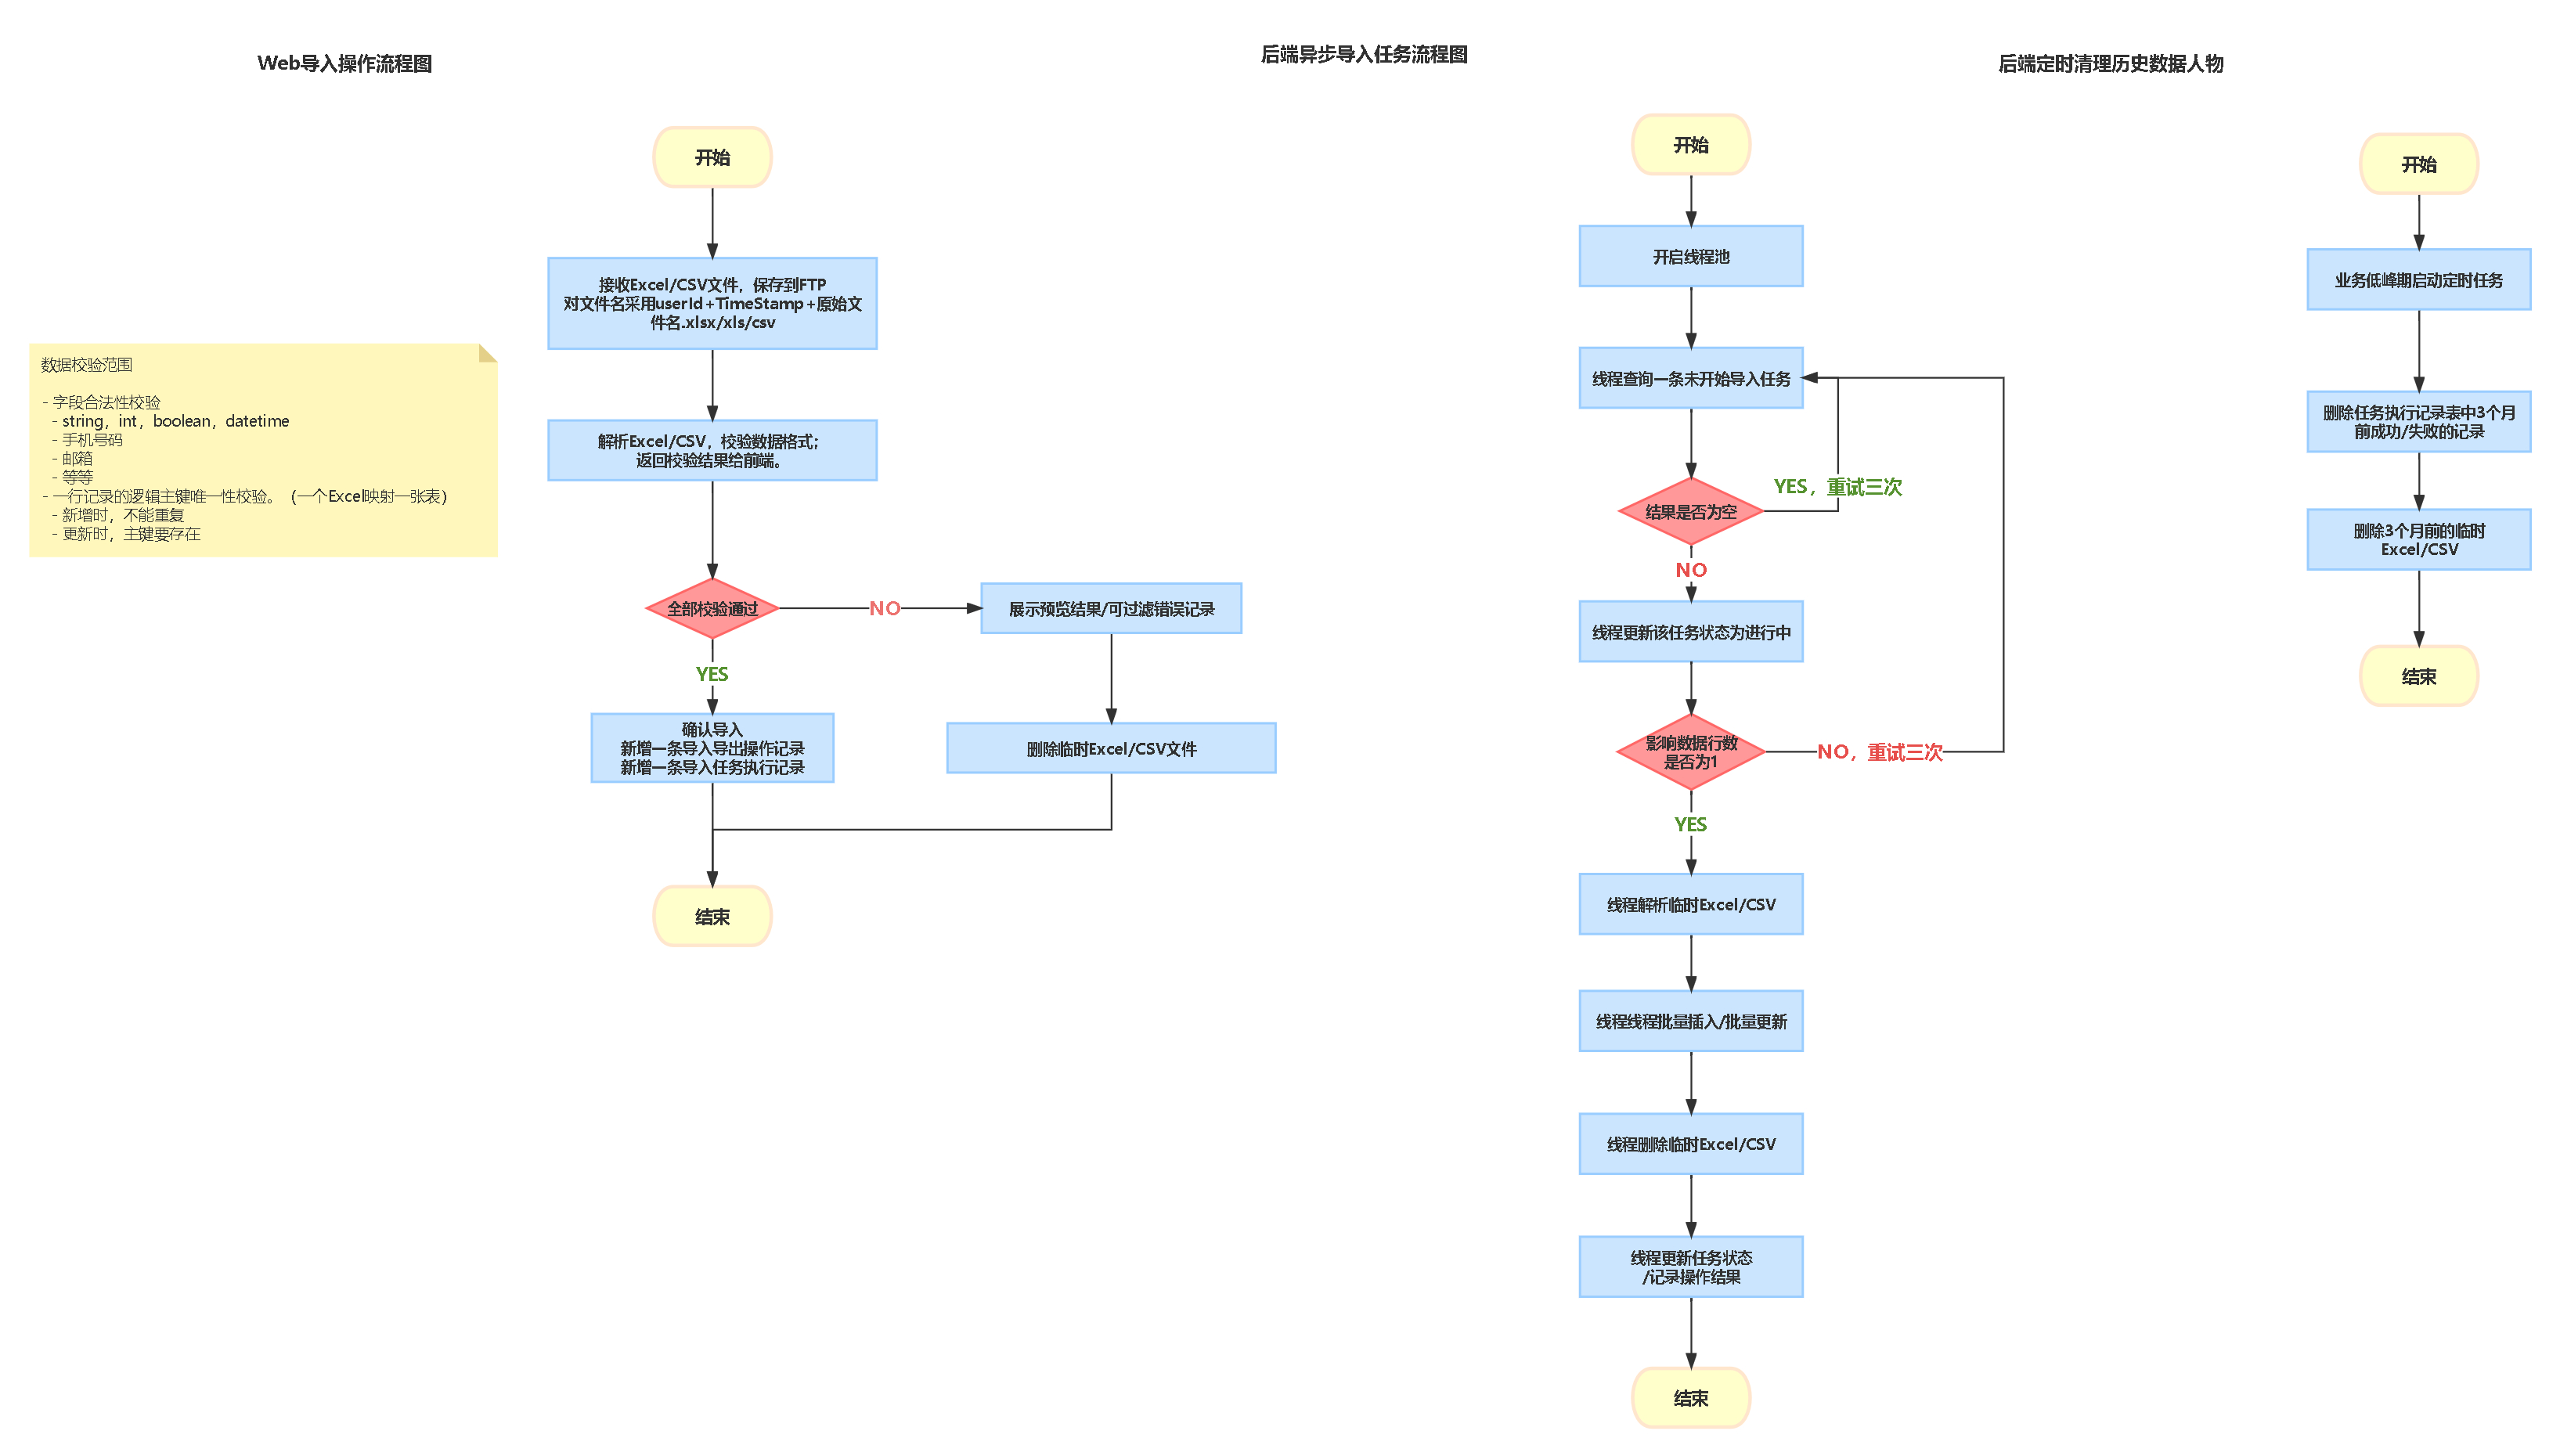 Web导入操作流程图
开始
接收Excel/CSV文件，保存到FTP
对文件名采用userId+TimeStamp+原始文
件名.xlsx/xls/csv
数据校验范围
- 字段合法性校验
- string，int，boolean，datetime
- 手机号码
- 邮箱
- 等等
- 一行记录的逻辑主键唯一性校验。（一个Excel映射一张表）
- 新增时，不能重复
- 更新时，主键要存在
解析Excel/CSV，校验数据格式；
返回校验结果给前端。
全部校验通过
NO
展示预览结果/可过滤错误记录
YES
确认导入
新增一条导入导出操作记录
新增一条导入任务执行记录
删除临时Excel/CSV文件
结束
后端异步导入任务流程图
开始
开启线程池
线程查询一条未开始导入任务
结果是否为空
YES，重试三次
NO
线程更新该任务状态为进行中
影响数据行数
是否为1
NO，重试三次
YES
线程解析临时Excel/CSV
线程线程批量插入/批量更新
线程删除临时Excel/CSV
线程更新任务状态
/记录操作结果
结束
后端定时清理历史数据人物
开始
业务低峰期启动定时任务
删除任务执行记录表中3个月
前成功/失败的记录
删除3个月前的临时
Excel/CSV
结束